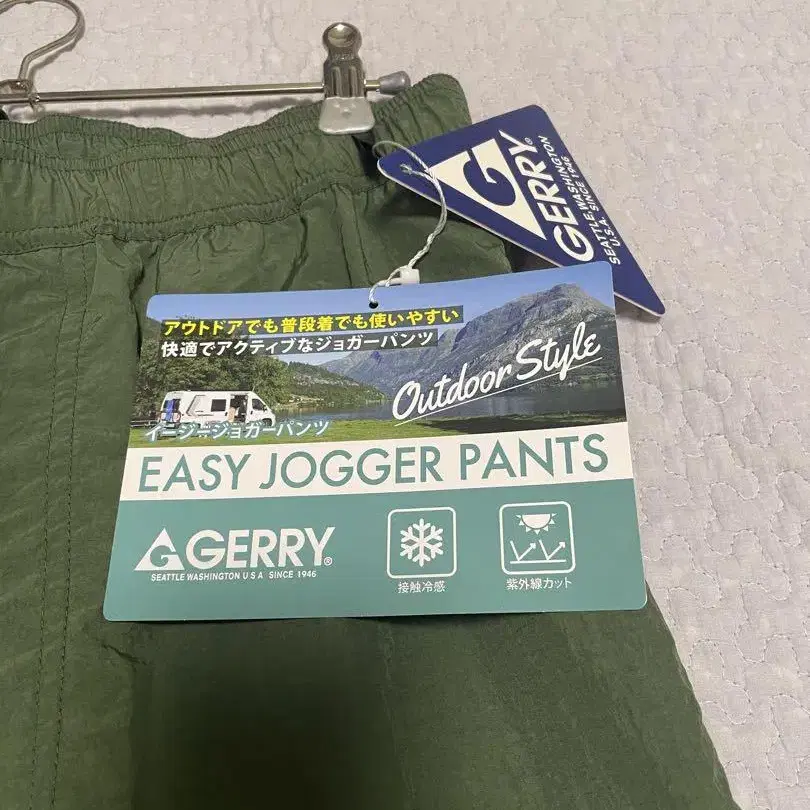 G
GERRY
SEATTLE. WASHINGTON
U.S.A. SINCE 1946
アウトドアでも普段着でも使いやすい
快適でアクティブなジョガーパンツ
Outdoor Style
イージージョガーパンツ
EASY JOGGER PANTS
GERRY®
SEATTLE WASHINGTON U S A SINCE 1946
接触冷感
紫外線カット